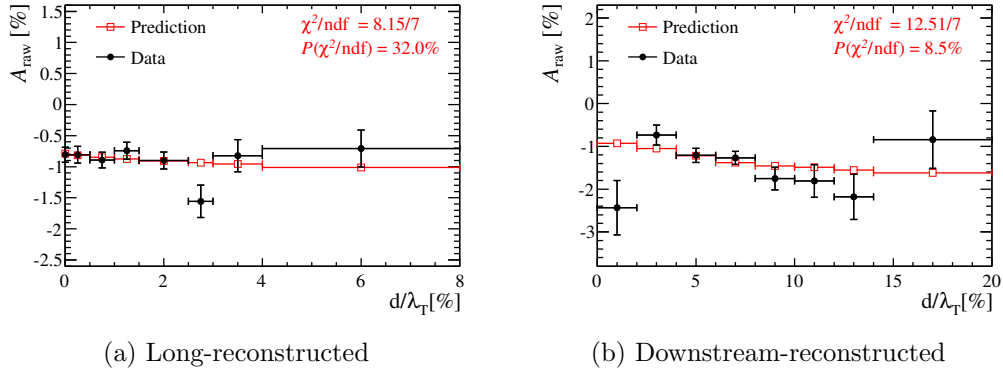 A_raw [%]
1.5
1
0.5
0
-0.5
-1
-1.5
-2
-2.5
Prediction
Data
χ²/ndf = 8.15/7
P(χ²/ndf) = 32.0%
0 2 4 6 8
d/λ_T[%]
(a) Long-reconstructed
A_raw [%]
2
1
0
-1
-2
-3
Prediction
Data
χ²/ndf = 12.51/7
P(χ²/ndf) = 8.5%
0 5 10 15 20
d/λ_T[%]
(b) Downstream-reconstructed